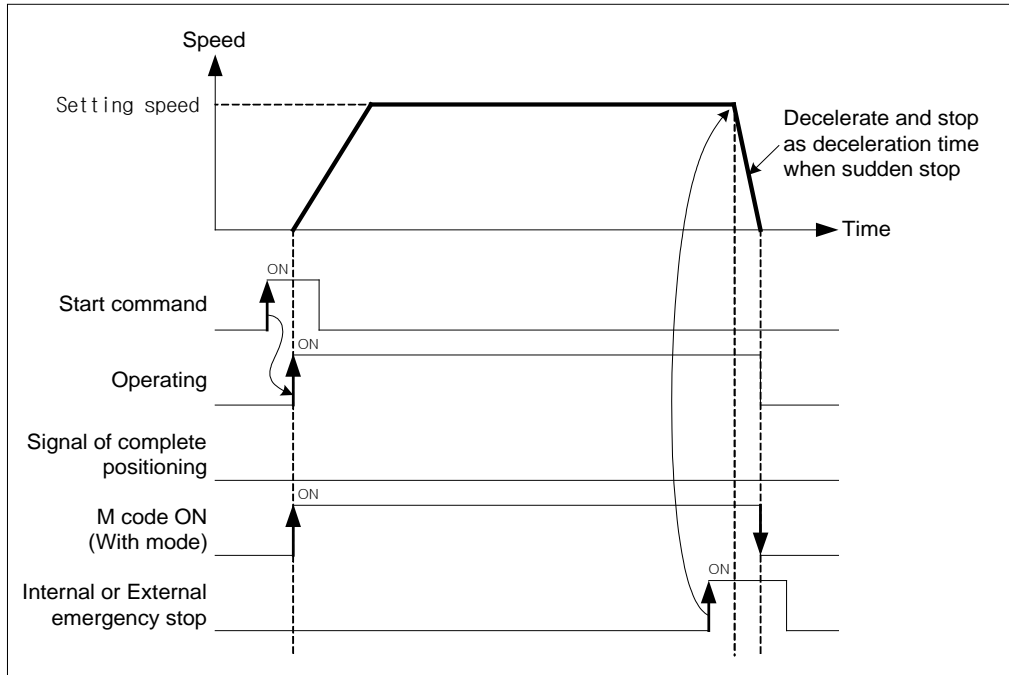 Speed
Setting speed
Decelerate and stop
as deceleration time
when sudden stop
Time
ON
Start command
ON
Operating
Signal of complete
positioning
ON
M code ON
(With mode)
ON
Internal or External
emergency stop